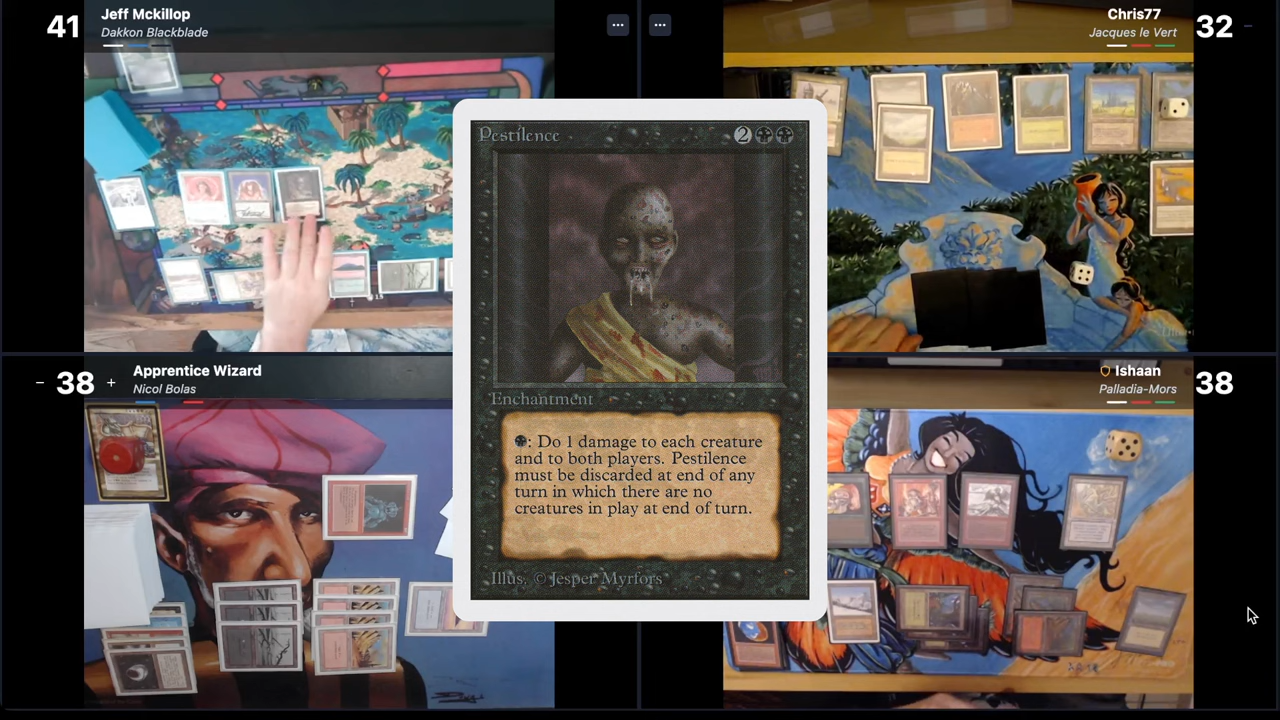 41
Jeff Mckillop
Dakkon Blackblade
Chris77
Jacques le Vert
32
Pestilence
2
: Do 1 damage to each creature
and to both players. Pestilence
must be discarded at end of any
turn in which there are no
creatures in play at end of turn.
Enchantment
Illus. © Jesper Myrfors
38
Apprentice Wizard
Nicol Bolas
Ishaan
Palladia-Mors
38